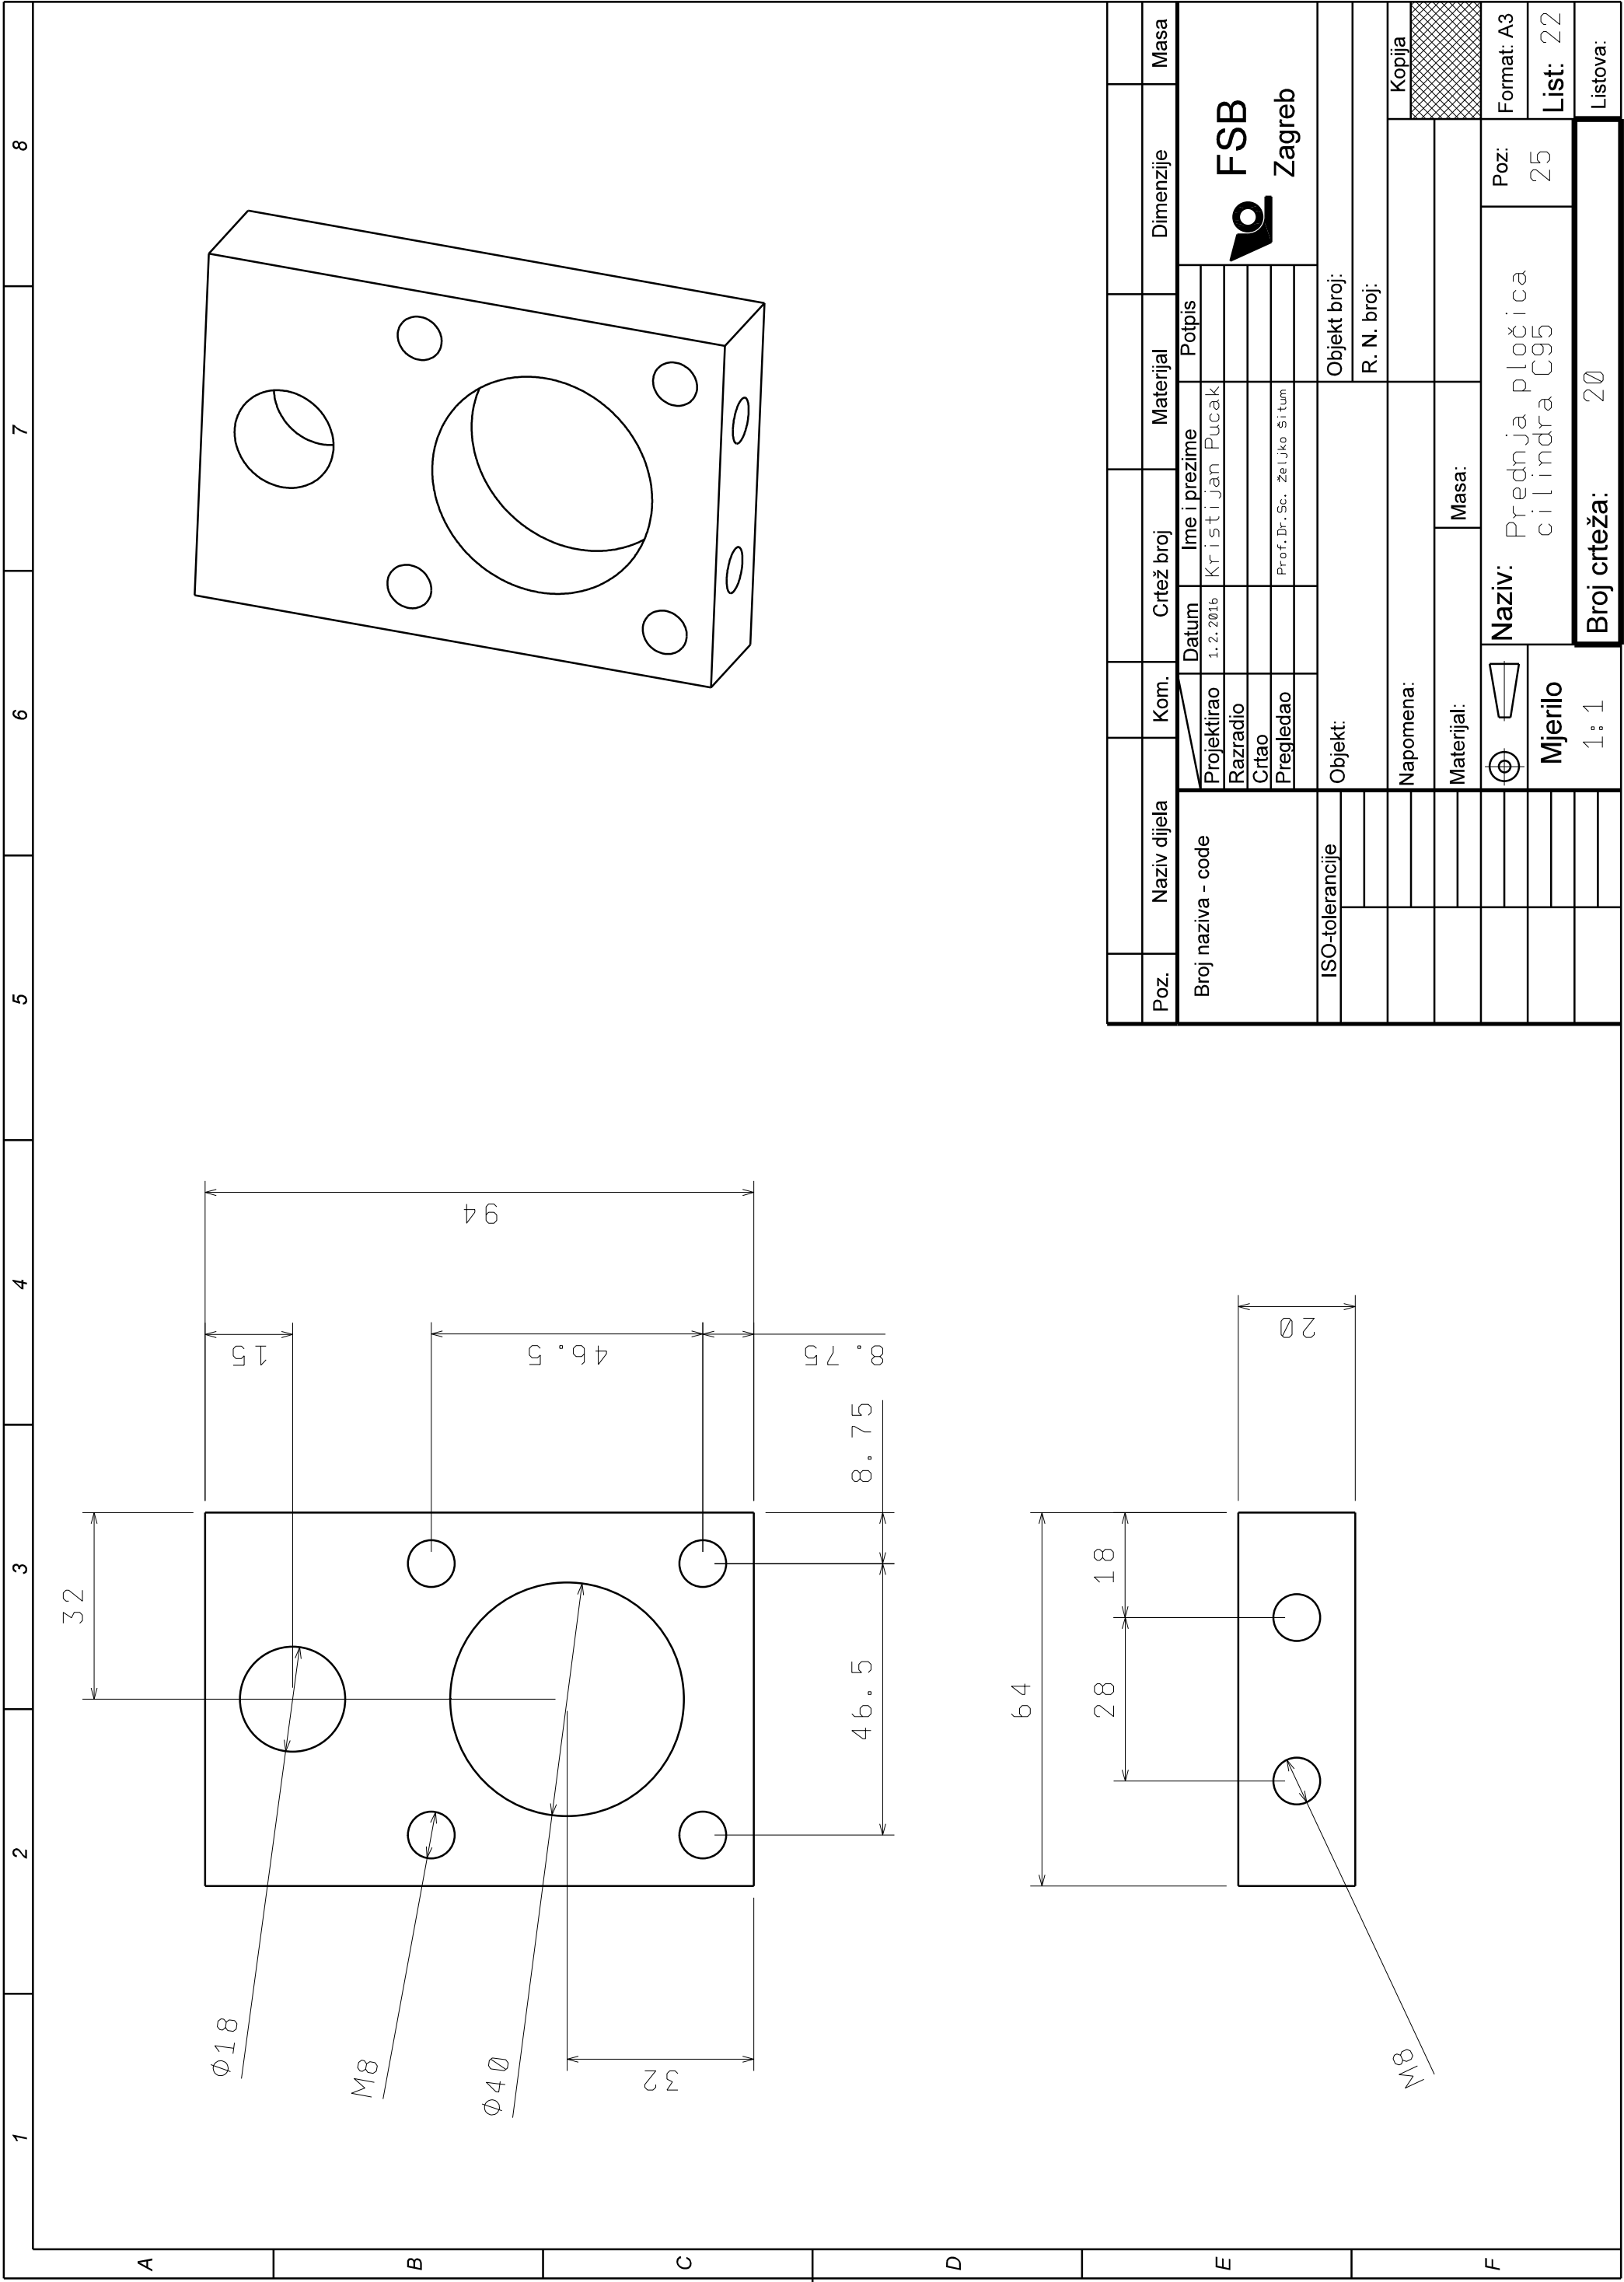 1 2 3 4 5 6 7 8
A
B
C
D
E
F
32
15
94
46.5
8.75
8.75
46.5
Φ18
M8
Φ40
32
64
28
18
20
M8
Poz. Naziv dijela Kom. Crtež broj Materijal Dimenzije Masa
Broj naziva - code
Datum Ime i prezime Potpis
Projektirao 1.2.2016 Kristijan Pucak
Razradio
Crtao
Pregledao Prof.Dr.Sc. Željko Šitum
FSB
Zagreb
ISO-tolerancije
Objekt: Objekt broj:
R. N. broj:
Napomena: Kopija
Materijal: Masa:
Naziv: Prednja pločica
cilindra C95
Poz:
25
Format: A3
Mjerilo
1:1
List: 22
Broj crteža: 20
Listova: